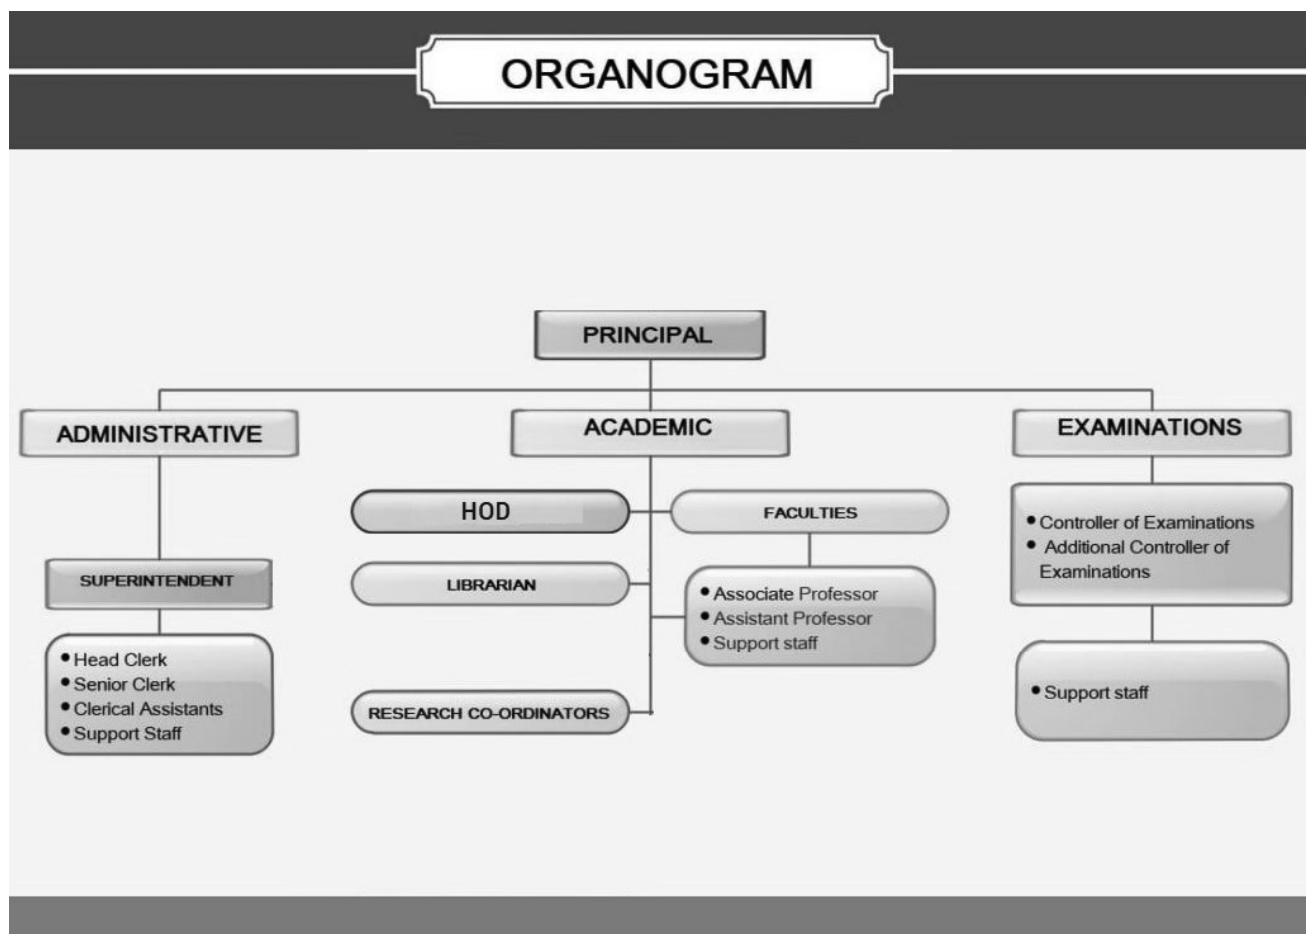 ORGANOGRAM
PRINCIPAL
ADMINISTRATIVE
SUPERINTENDENT
• Head Clerk
• Senior Clerk
• Clerical Assistants
• Support Staff
ACADEMIC
HOD
FACULTIES
LIBRARIAN
• Associate Professor
• Assistant Professor
• Support staff
RESEARCH CO-ORDINATORS
EXAMINATIONS
• Controller of Examinations
• Additional Controller of
Examinations
• Support staff